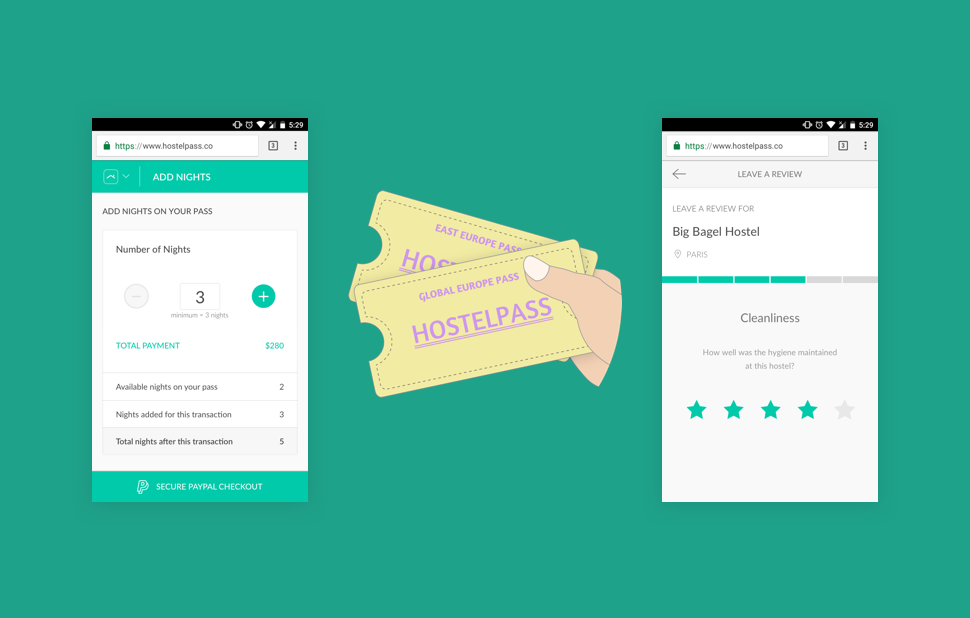 5:29
https://www.hostelpass.co
3
ADD NIGHTS
ADD NIGHTS ON YOUR PASS
Number of Nights
3
minimum = 3 nights
TOTAL PAYMENT $280
Available nights on your pass 2
Nights added for this transaction 3
Total nights after this transaction 5
SECURE PAYPAL CHECKOUT
EAST EUROPE PASS
HOS
GLOBAL EUROPE PASS
HOSTELPASS
5:29
https://www.hostelpass.co
3
LEAVE A REVIEW
LEAVE A REVIEW FOR
Big Bagel Hostel
PARIS
Cleanliness
How well was the hygiene maintained
at this hostel?